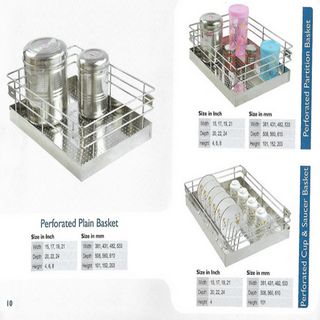 Perforated Plain Basket
Size in Inch
Size in mm
Width 15, 17, 19, 21
Width 381, 431, 482, 533
Depth 20, 22, 24
Depth 508, 560, 610
Height 4, 6, 8
Height 101, 152, 203
10
Size in Inch
Size in mm
Width 15, 17, 19, 21
Width 381, 431, 482, 533
Depth 20, 22, 24
Depth 508, 560, 610
Height 4, 6, 8
Height 101, 152, 203
Perforated Partition Basket
Size in Inch
Size in mm
Width 15, 17, 19, 21
Width 381, 431, 482, 533
Depth 20, 22, 24
Depth 508, 560, 610
Height 4
Height 101
Perforated Cup & Saucer Basket